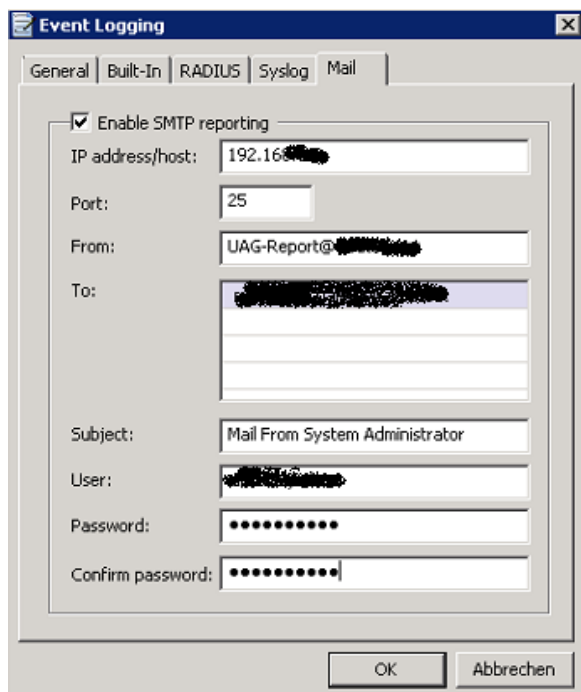 Event Logging
General Built-In RADIUS Syslog Mail
Enable SMTP reporting
IP address/host: 192.16
Port: 25
From: UAG-Report@
To:
Subject: Mail From System Administrator
User:
Password: ●●●●●●●●●●
Confirm password: ●●●●●●●●●●
OK Abbrechen